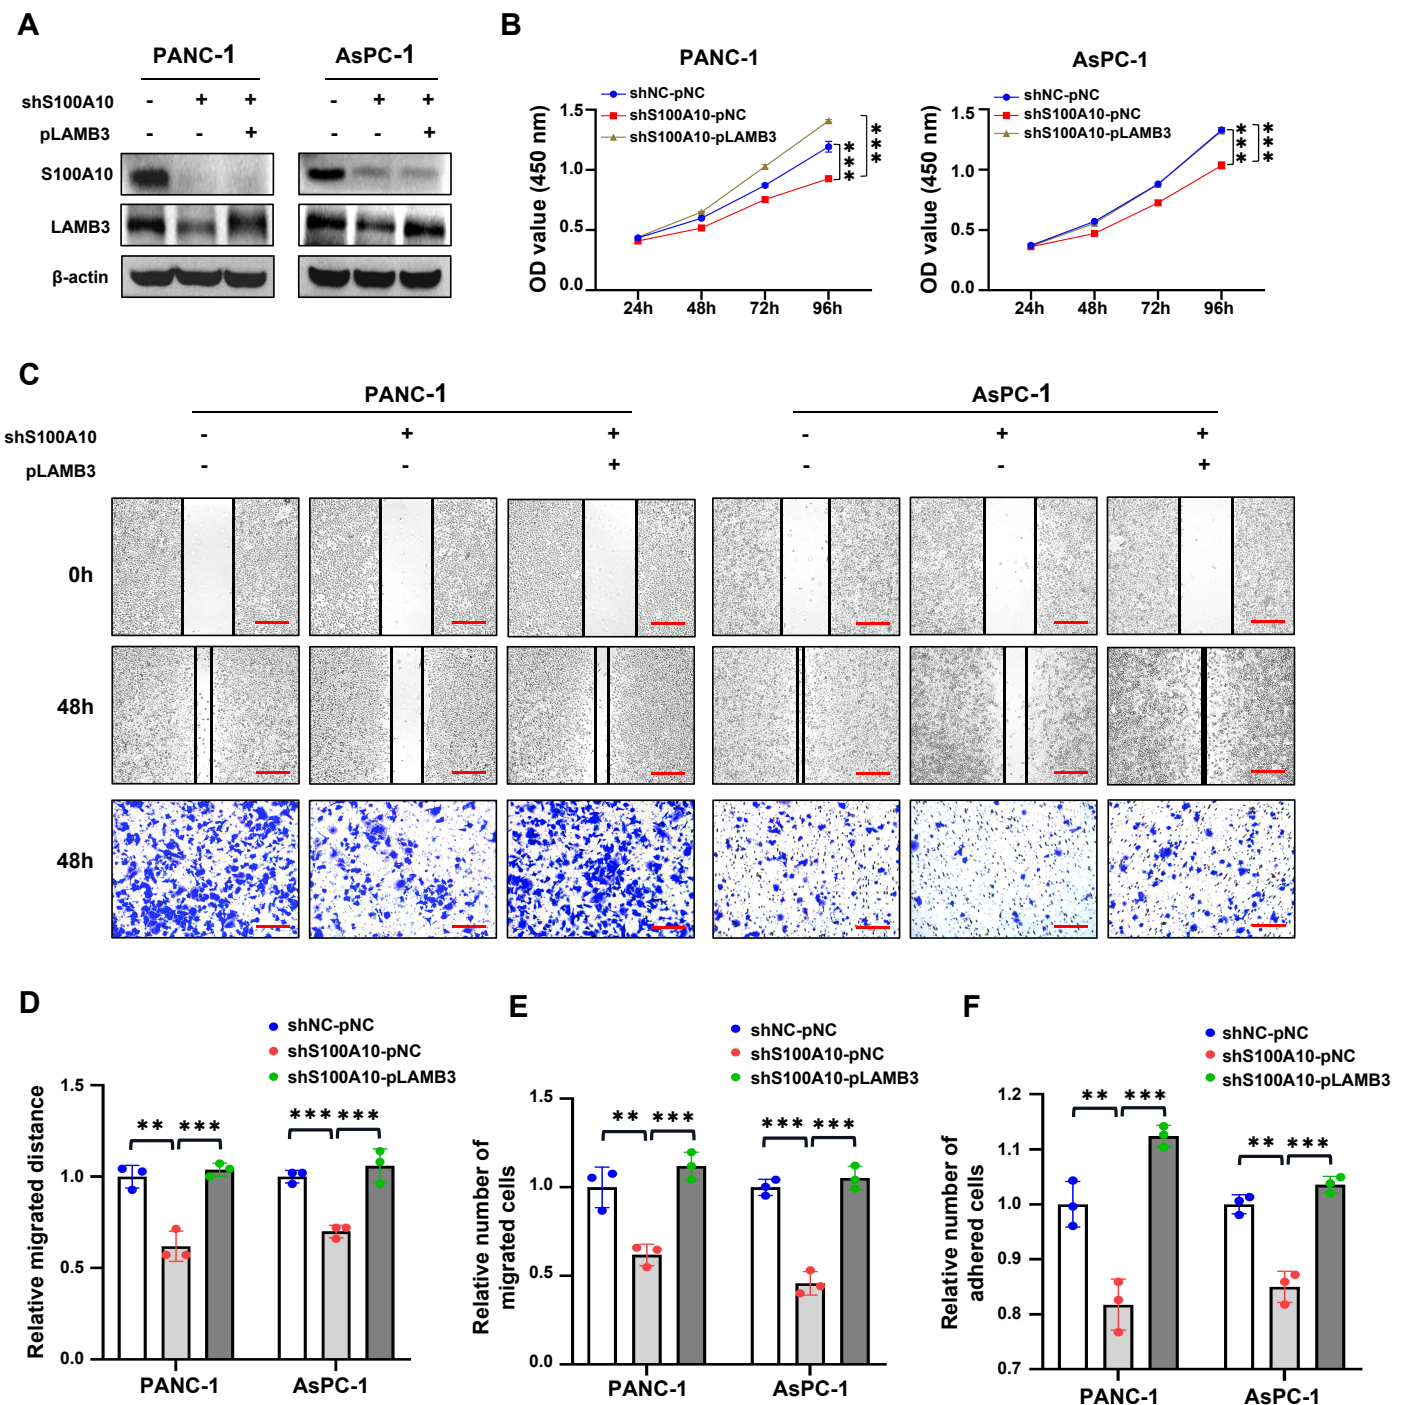 A
PANC-1 AsPC-1
shS100A10 - + + - + +
pLAMB3 - - + - - +
S100A10
LAMB3
β-actin
B
PANC-1
shNC-pNC
shS100A10-pNC
shS100A10-pLAMB3
OD value (450 nm)
1.5
1.0
0.5
0.0
24h 48h 72h 96h
*** ***
AsPC-1
shNC-pNC
shS100A10-pNC
shS100A10-pLAMB3
OD value (450 nm)
1.5
1.0
0.5
0.0
24h 48h 72h 96h
*** ***
C
PANC-1 AsPC-1
shS100A10 - + + - + +
pLAMB3 - - + - - +
0h
48h
48h
D
shNC-pNC
shS100A10-pNC
shS100A10-pLAMB3
Relative migrated distance
1.5
1.0
0.5
0.0
** *** *** ***
PANC-1 AsPC-1
E
shNC-pNC
shS100A10-pNC
shS100A10-pLAMB3
Relative number of
migrated cells
1.5
1.0
0.5
0.0
** *** *** ***
PANC-1 AsPC-1
F
shNC-pNC
shS100A10-pNC
shS100A10-pLAMB3
Relative number of
adhered cells
1.2
1.1
1.0
0.9
0.8
0.7
** *** ** ***
PANC-1 AsPC-1